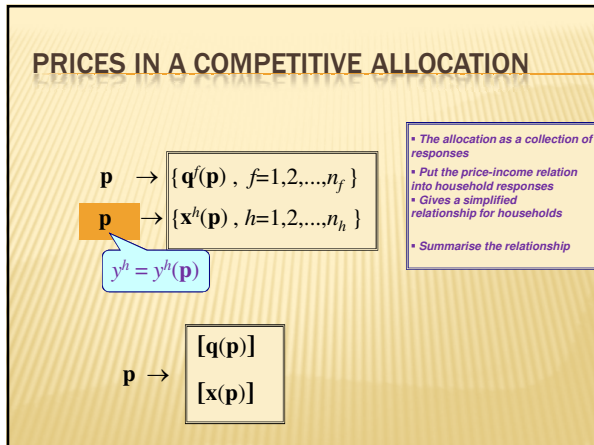 PRICES IN A COMPETITIVE ALLOCATION
p → {q^f(p) , f=1,2,...,n_f }
p → {x^h(p) , h=1,2,...,n_h }
y^h = y^h(p)
▪ The allocation as a collection of
responses
▪ Put the price-income relation
into household responses
▪ Gives a simplified
relationship for households
▪ Summarise the relationship
[q(p)]
p →
[x(p)]